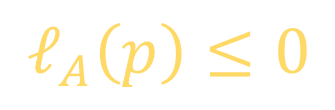 ℓ_A(p) ≤ 0